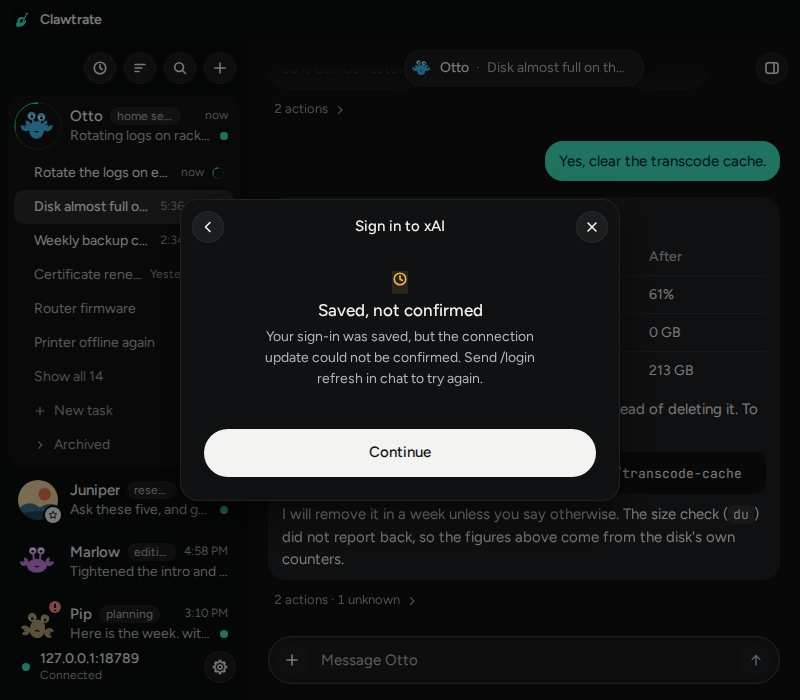 Clawtrate
Otto · Disk almost full on th...
Otto home se... now
Rotating logs on rack...
Rotate the logs on e... now
Disk almost full o... 5:36
Weekly backup c... 2:34
Certificate rene... Yeste
Router firmware
Printer offline again
Show all 14
+ New task
Archived
Juniper rese...
Ask these five, and g...
Marlow editi... 4:58 PM
Tightened the intro and ...
Pip planning 3:10 PM
Here is the week. wit...
127.0.0.1:18789
Connected
2 actions
Yes, clear the transcode cache.
Sign in to xAI
Saved, not confirmed
Your sign-in was saved, but the connection
update could not be confirmed. Send /login
refresh in chat to try again.
Continue
After
61%
0 GB
213 GB
ead of deleting it. To
/transcode-cache
I will remove it in a week unless you say otherwise. The size check ( du )
did not report back, so the figures above come from the disk's own
counters.
2 actions · 1 unknown
Message Otto